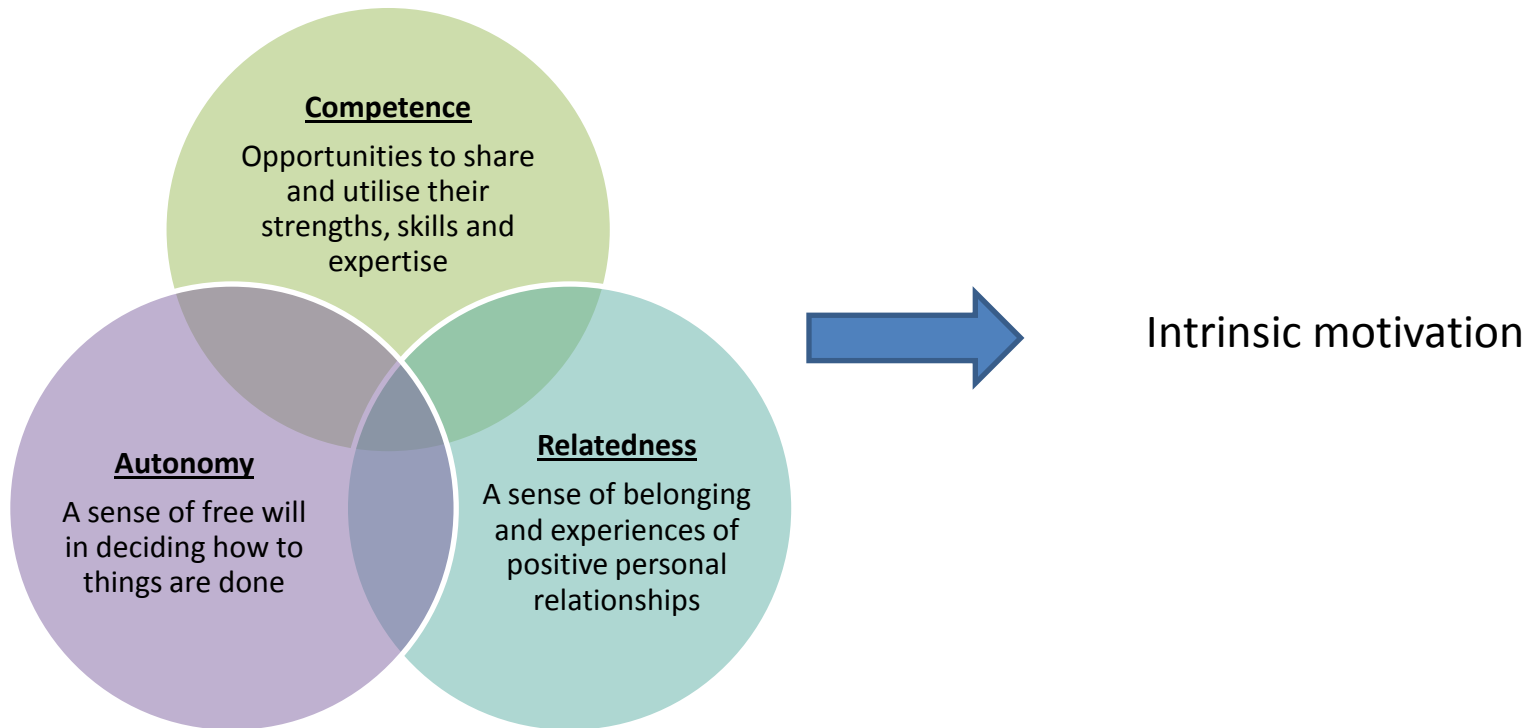 Competence
Opportunities to share
and utilise their
strengths, skills and
expertise
Intrinsic motivation
Autonomy
A sense of free will
in deciding how to
things are done
Relatedness
A sense of belonging
and experiences of
positive personal
relationships